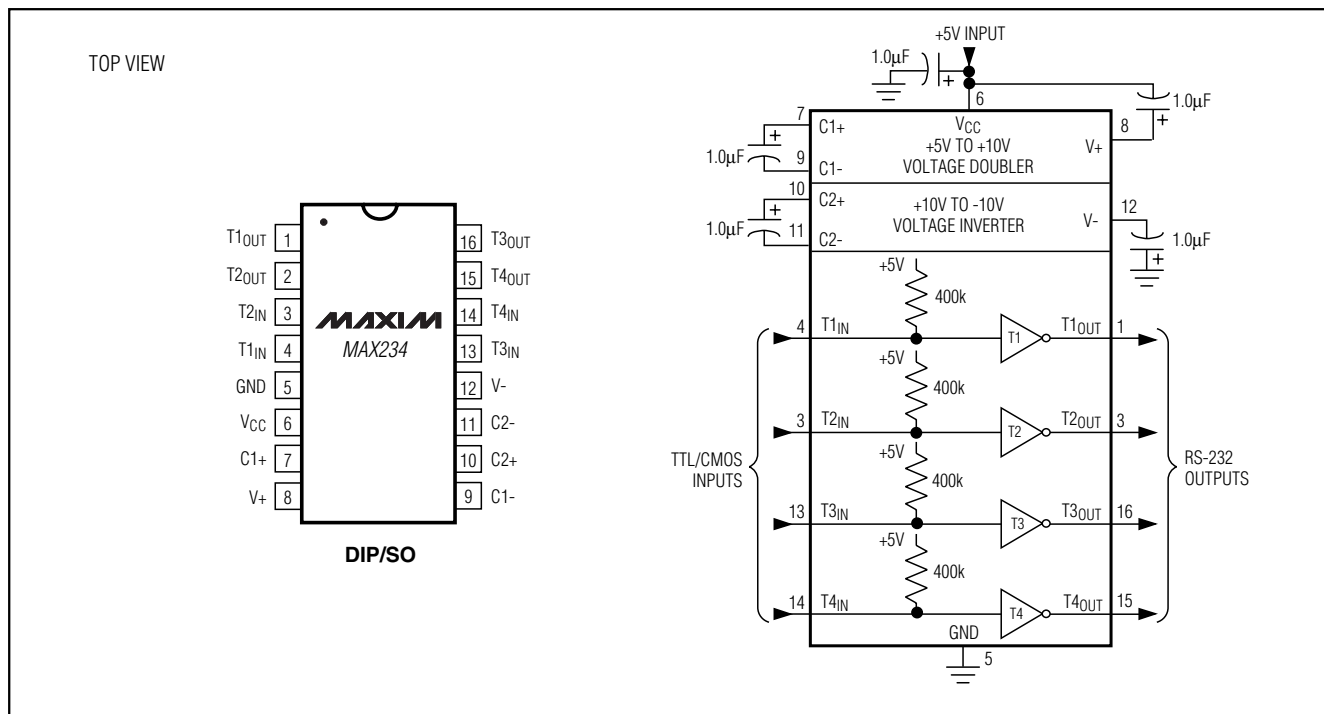 TOP VIEW
T1OUT 1
T2OUT 2
T2IN 3
T1IN 4
GND 5
VCC 6
C1+ 7
V+ 8
16 T3OUT
15 T4OUT
14 T4IN
13 T3IN
12 V-
11 C2-
10 C2+
9 C1-
MAXIM
MAX234
DIP/SO
+5V INPUT
1.0µF
+
6
1.0µF
+
7 C1+
+
1.0µF
9 C1-
VCC
+5V TO +10V
VOLTAGE DOUBLER
V+ 8
10 C2+
+
1.0µF
11 C2-
+10V TO -10V
VOLTAGE INVERTER
V- 12
1.0µF
+
+5V
400k
4 T1IN T1 T1OUT 1
+5V
400k
3 T2IN T2 T2OUT 3
+5V
400k
13 T3IN T3 T3OUT 16
+5V
400k
14 T4IN T4 T4OUT 15
TTL/CMOS
INPUTS
RS-232
OUTPUTS
GND
5